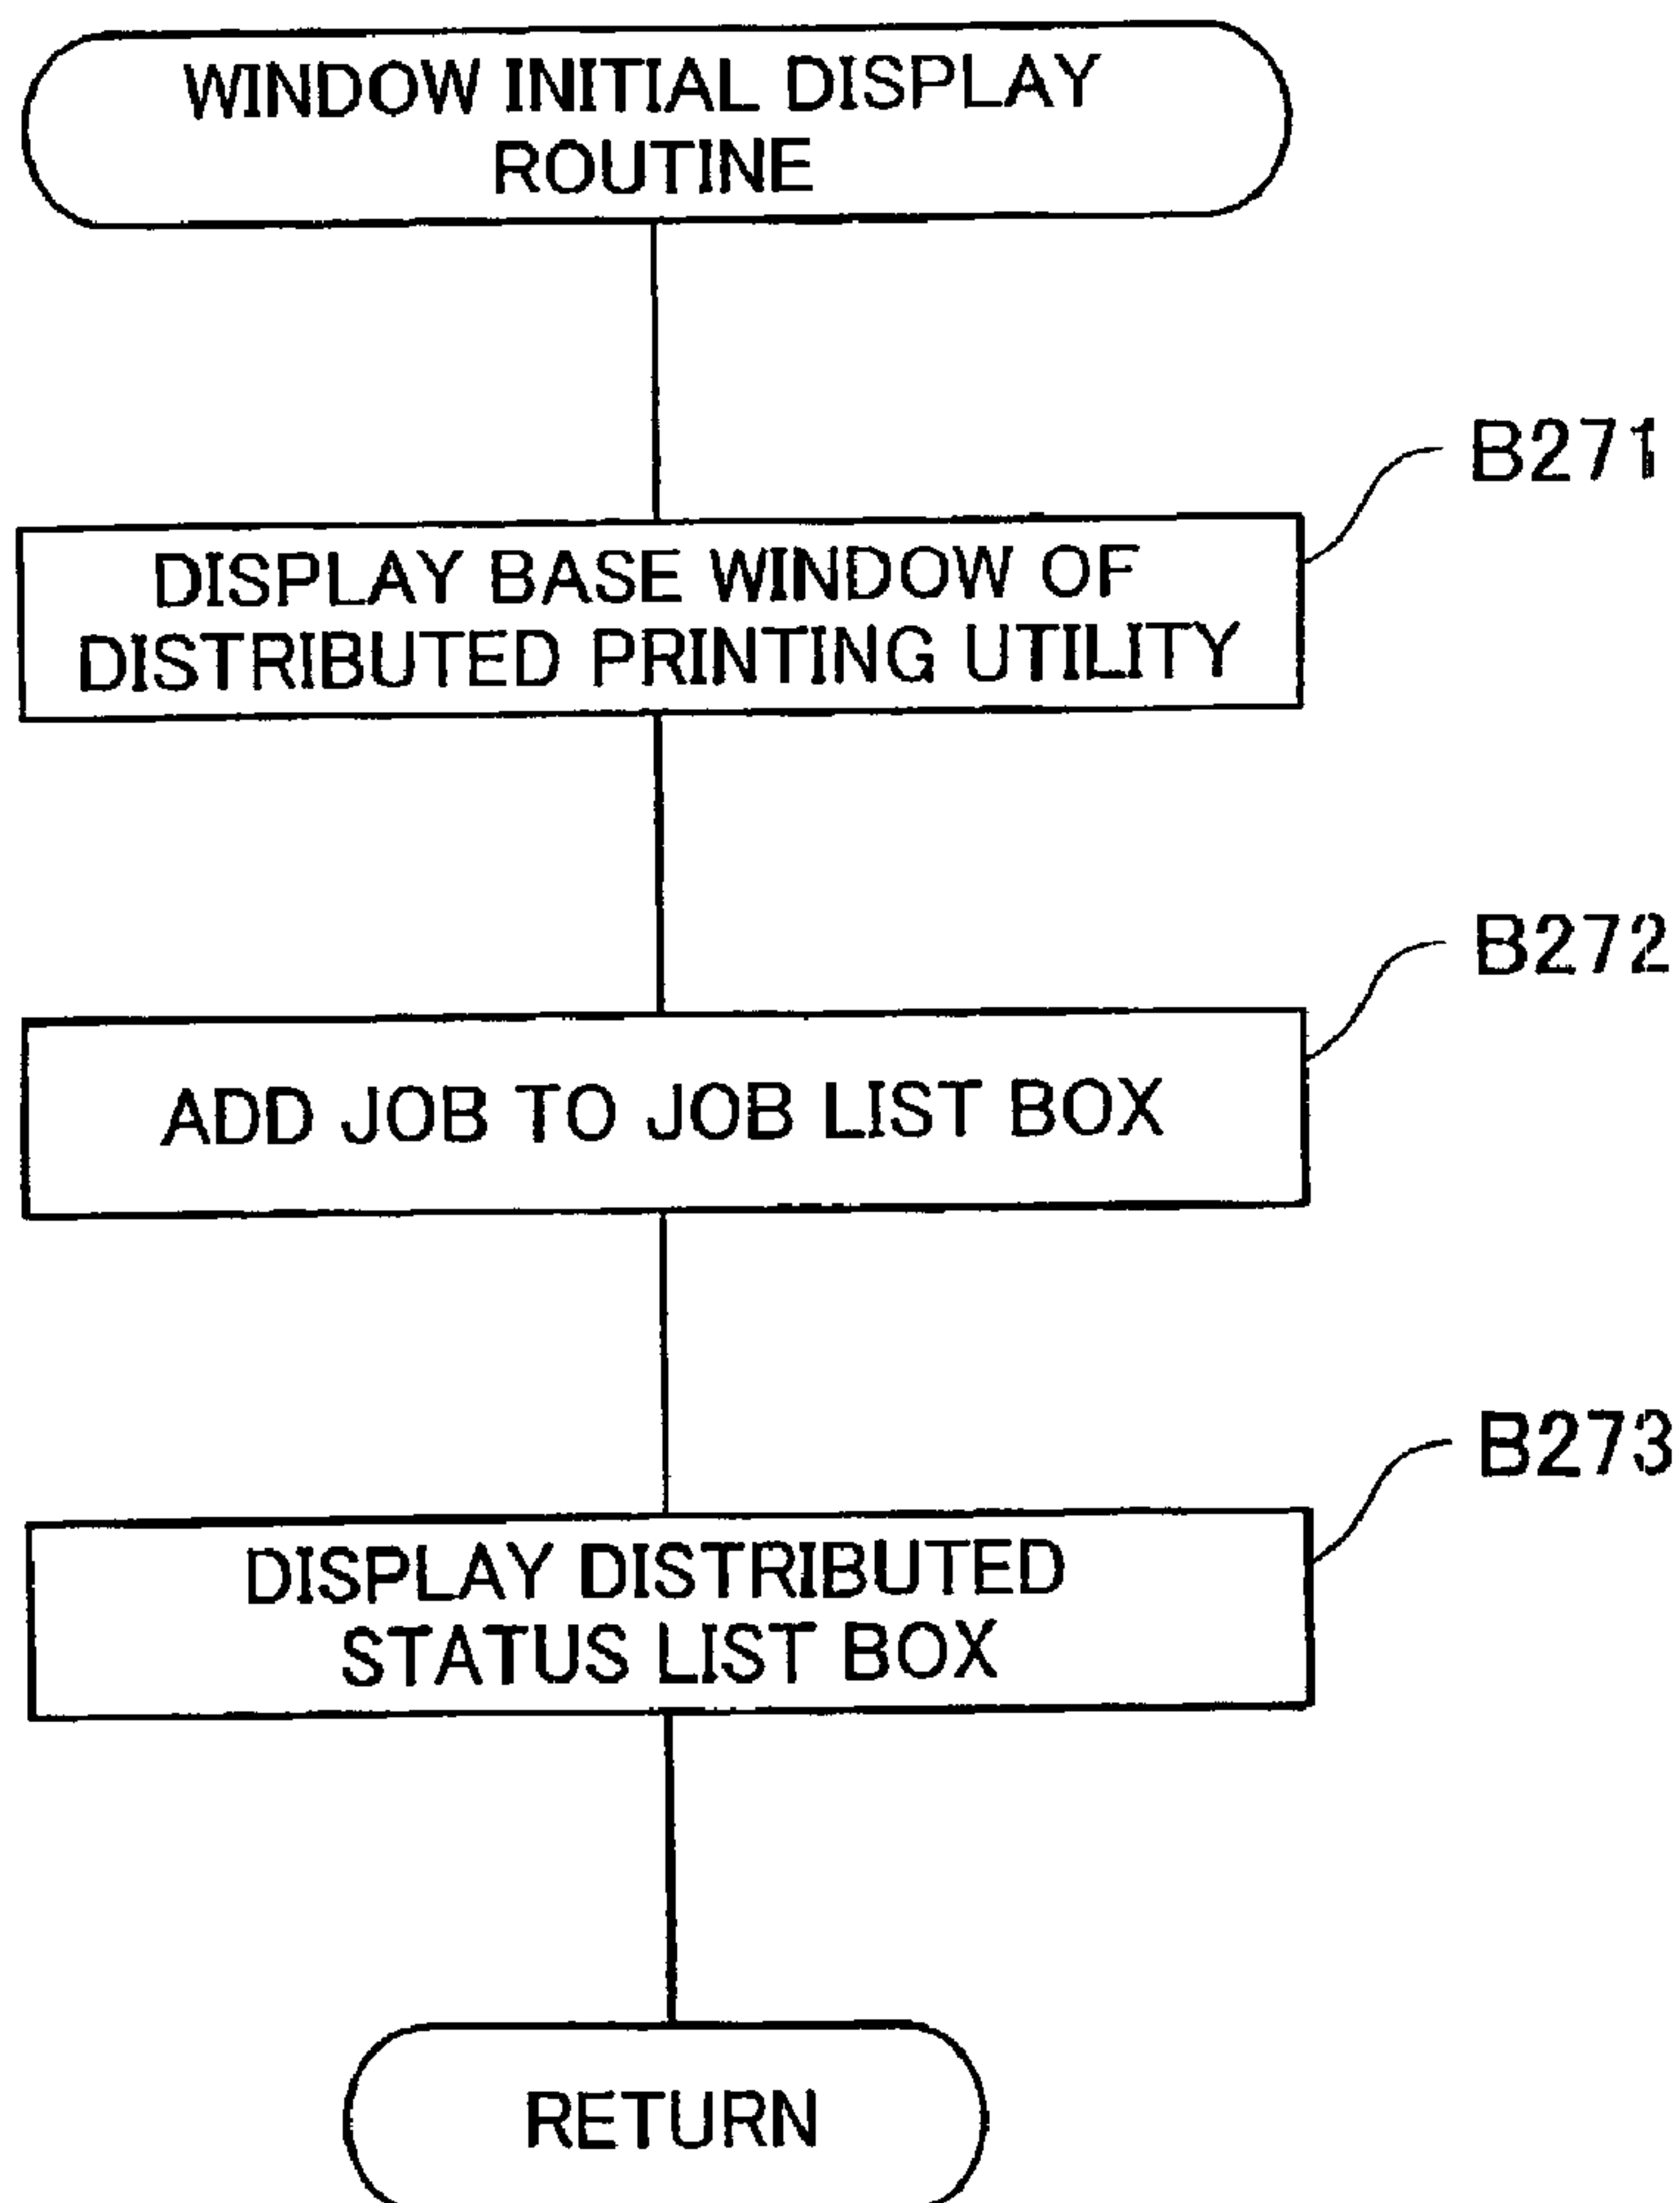 WINDOW INITIAL DISPLAY
ROUTINE
B271
DISPLAY BASE WINDOW OF
DISTRIBUTED PRINTING UTILITY
B272
ADD JOB TO JOB LIST BOX
B273
DISPLAY DISTRIBUTED
STATUS LIST BOX
RETURN